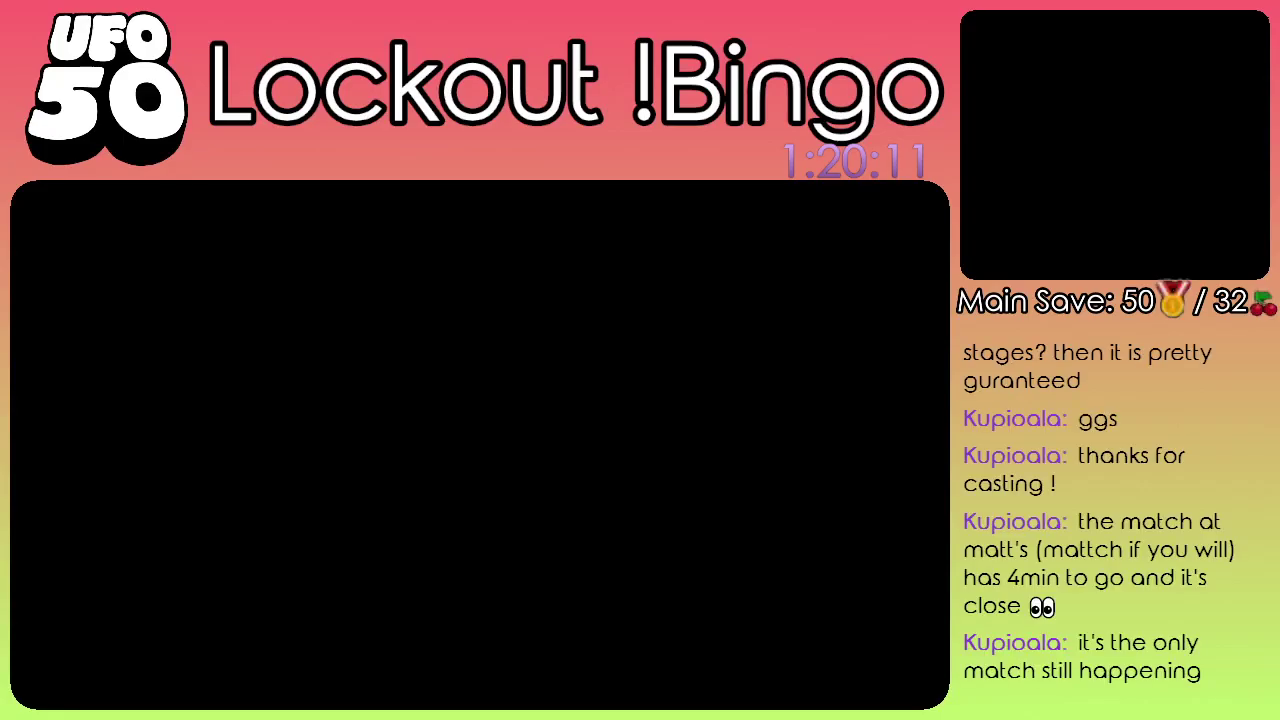 UFO
50
Lockout !Bingo
1:20:11
Main Save: 50🏅/ 32🍒
stages? then it is pretty
guranteed
Kupioala: ggs
Kupioala: thanks for
casting !
Kupioala: the match at
matt's (mattch if you will)
has 4min to go and it's
close 👀
Kupioala: it's the only
match still happening